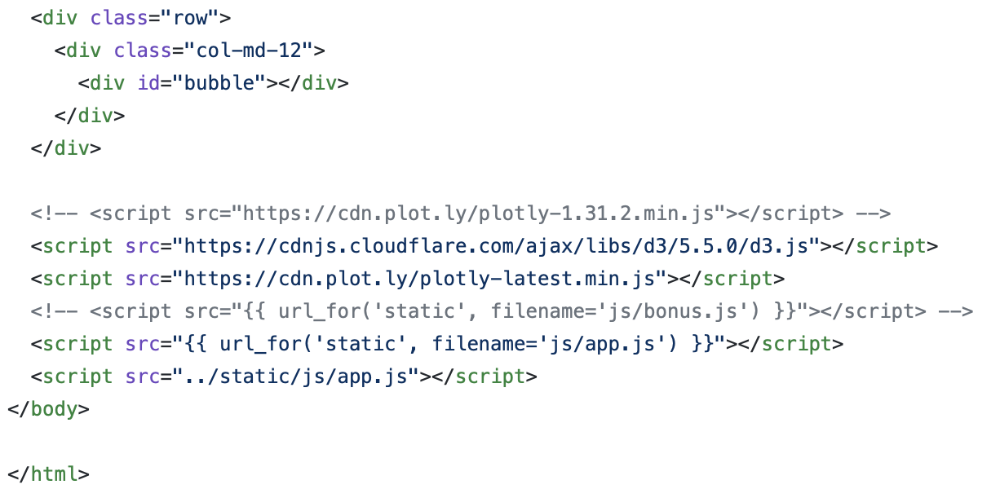 <div class="row">
<div class="col-md-12">
<div id="bubble"></div>
</div>
</div>
<!-- <script src="https://cdn.plot.ly/plotly-1.31.2.min.js"></script> -->
<script src="https://cdnjs.cloudflare.com/ajax/libs/d3/5.5.0/d3.js"></script>
<script src="https://cdn.plot.ly/plotly-latest.min.js"></script>
<!-- <script src="{{ url_for('static', filename='js/bonus.js') }}"></script> -->
<script src="{{ url_for('static', filename='js/app.js') }}"></script>
<script src="../static/js/app.js"></script>
</body>
</html>